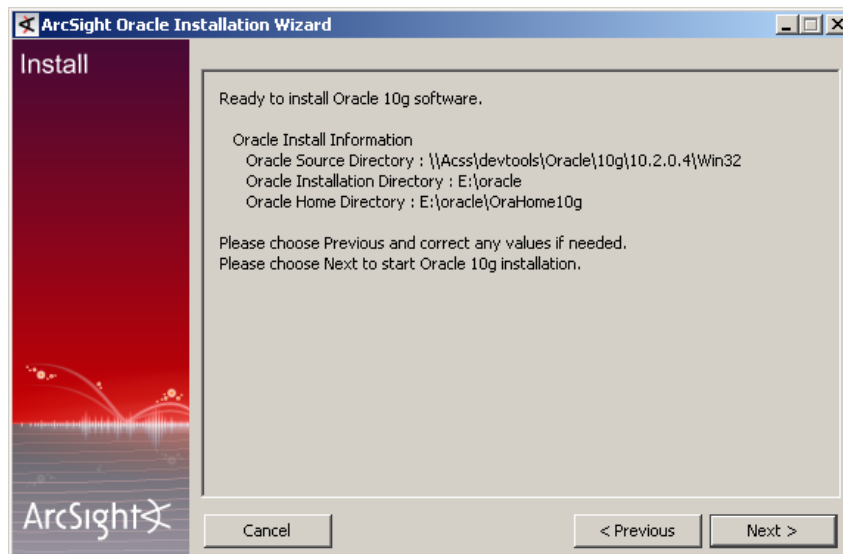 ArcSight Oracle Installation Wizard
Install
Ready to install Oracle 10g software.
Oracle Install Information
Oracle Source Directory : \\Acss\devtools\Oracle\10g\10.2.0.4\Win32
Oracle Installation Directory : E:\oracle
Oracle Home Directory : E:\oracle\OraHome10g
Please choose Previous and correct any values if needed.
Please choose Next to start Oracle 10g installation.
ArcSight
Cancel
< Previous
Next >